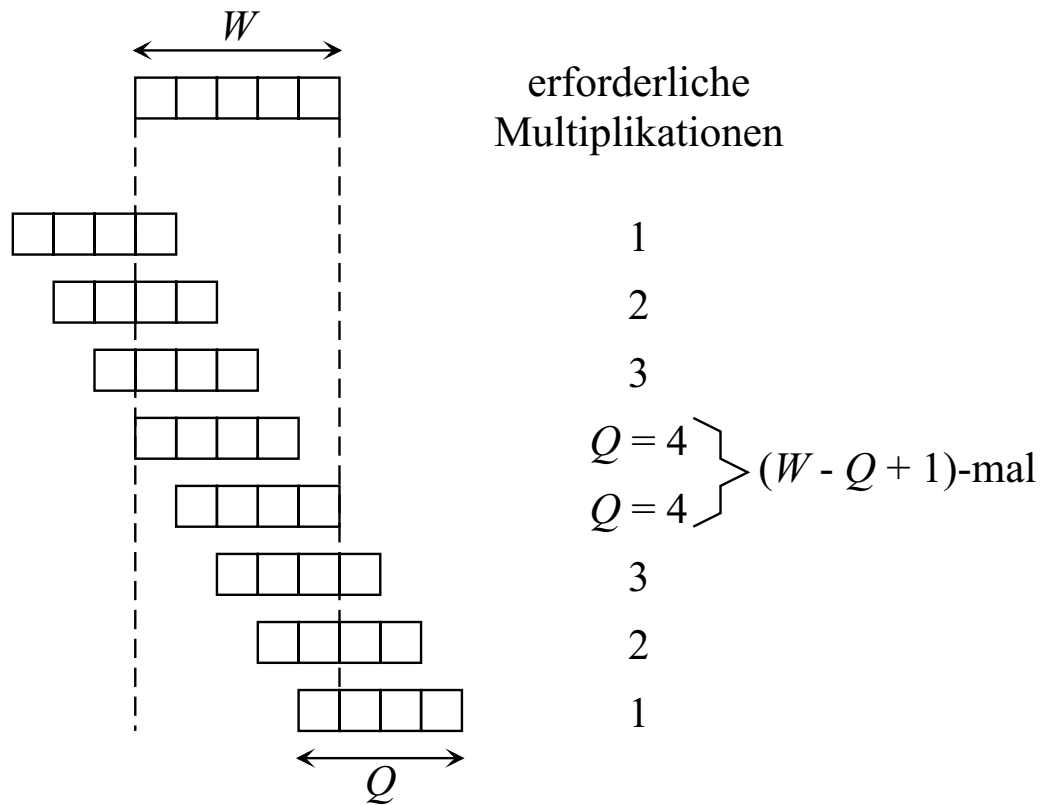 W
erforderliche
Multiplikationen
1
2
3
Q = 4
(W - Q + 1)-mal
Q = 4
3
2
1
Q